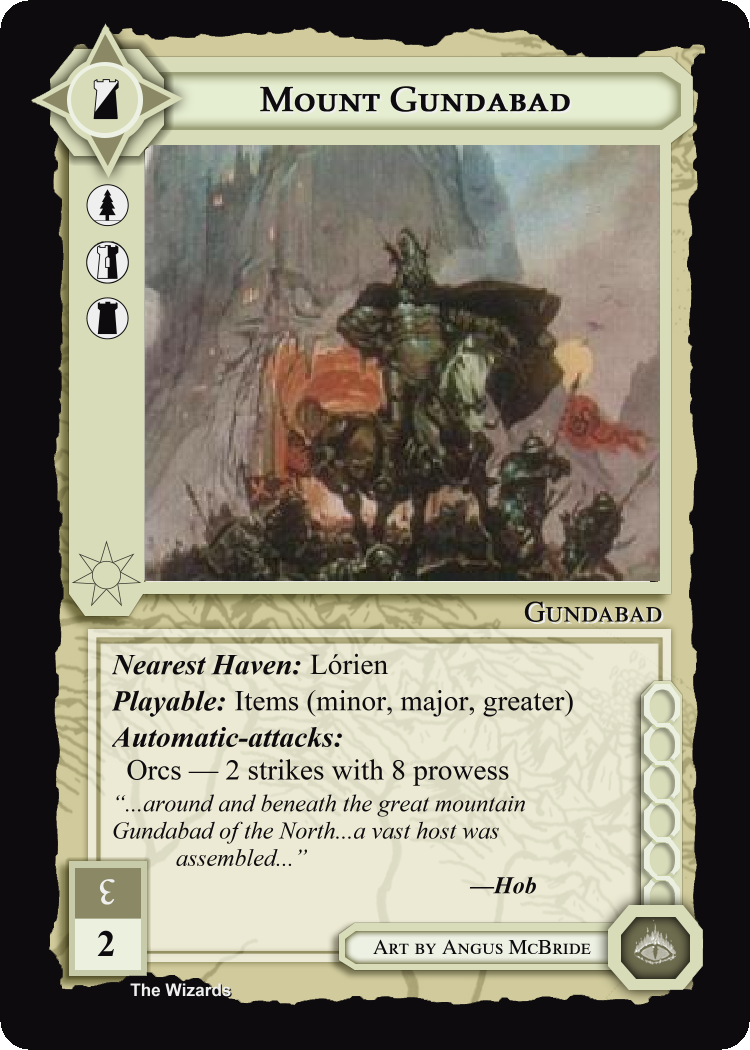 Mount Gundabad
Gundabad
Nearest Haven: Lórien
Playable: Items (minor, major, greater)
Automatic-attacks:
Orcs — 2 strikes with 8 prowess
“...around and beneath the great mountain
Gundabad of the North...a vast host was
assembled...”
—Hob
ε
2
Art by Angus McBride
The Wizards